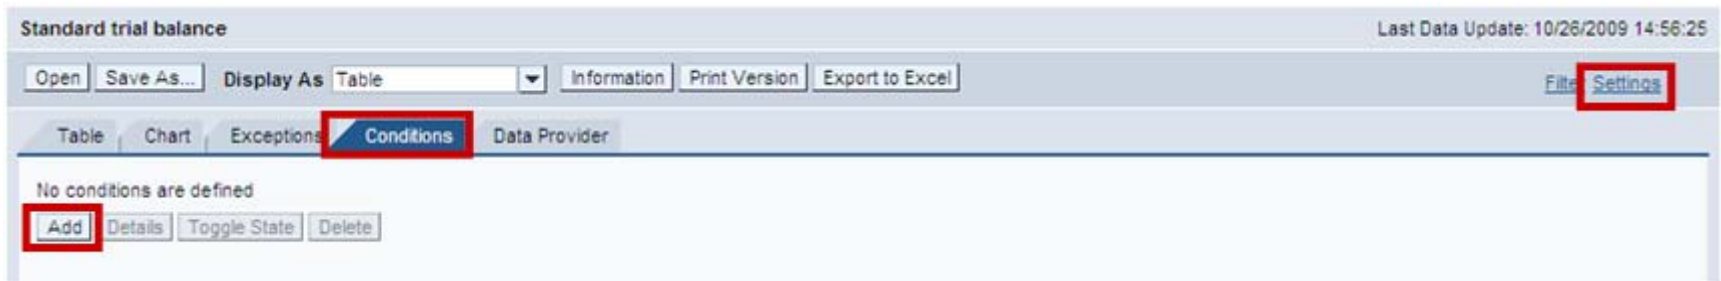 Standard trial balance Last Data Update: 10/26/2009 14:56:25
Open Save As... Display As Table Information Print Version Export to Excel Filter Settings
Table Chart Exceptions Conditions Data Provider
No conditions are defined
Add Details Toggle State Delete